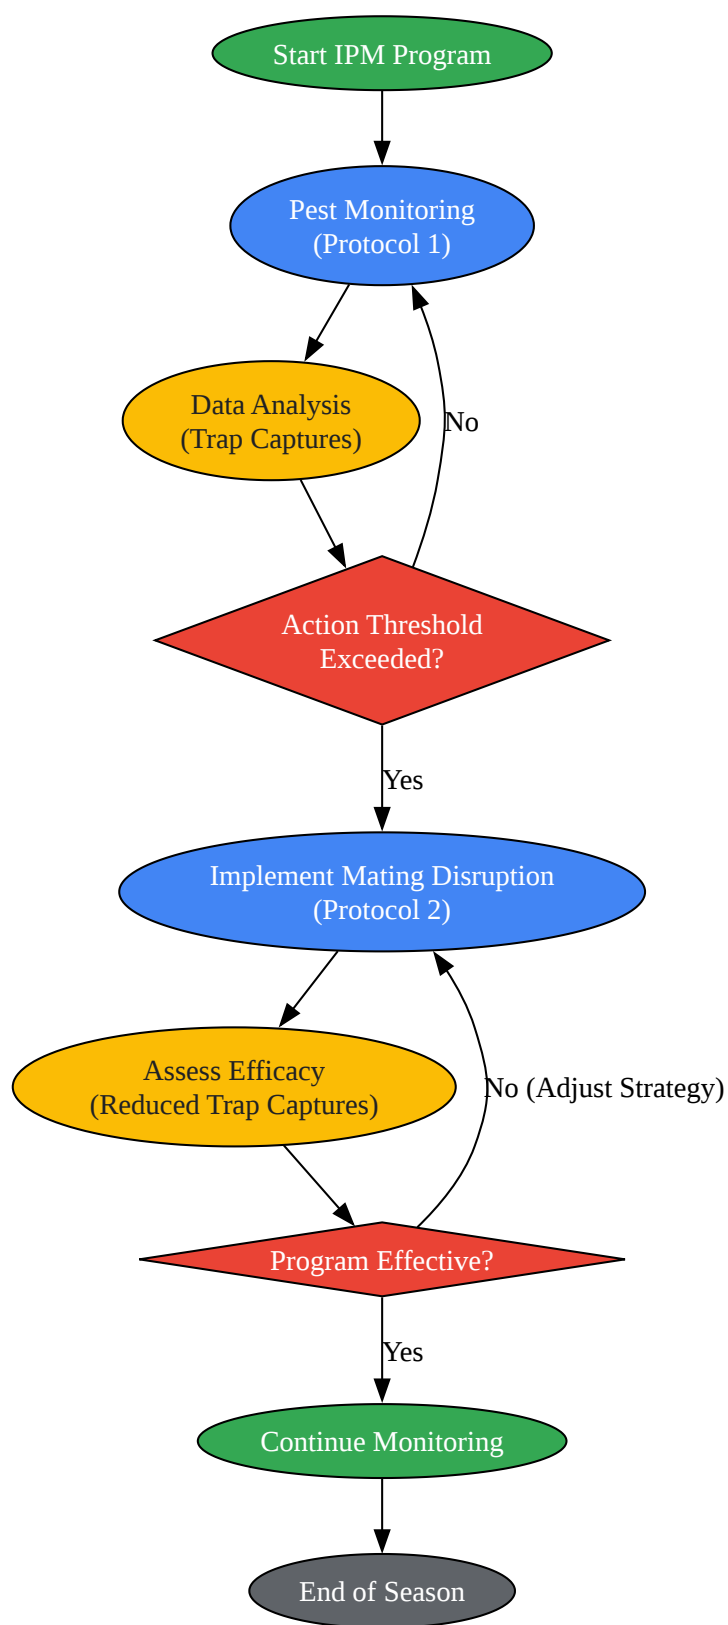 Start IPM Program
Pest Monitoring
(Protocol 1)
Data Analysis
(Trap Captures)
No
Action Threshold
Exceeded?
Yes
Implement Mating Disruption
(Protocol 2)
Assess Efficacy
(Reduced Trap Captures)
No (Adjust Strategy)
Program Effective?
Yes
Continue Monitoring
End of Season